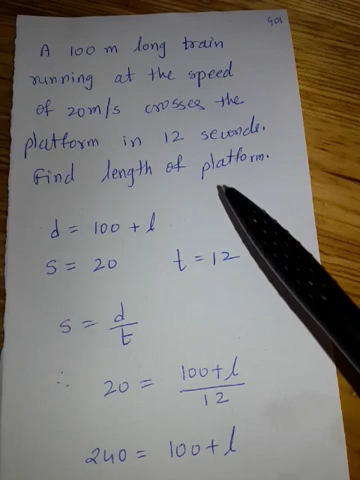 401
A 100 m long train
running at the speed
of 20m/s crosses the
platform in 12 seconds.
Find length of platform.
d = 100 + l
s = 20 t = 12
s = d/t
∴ 20 = 100+l/12
240 = 100+l